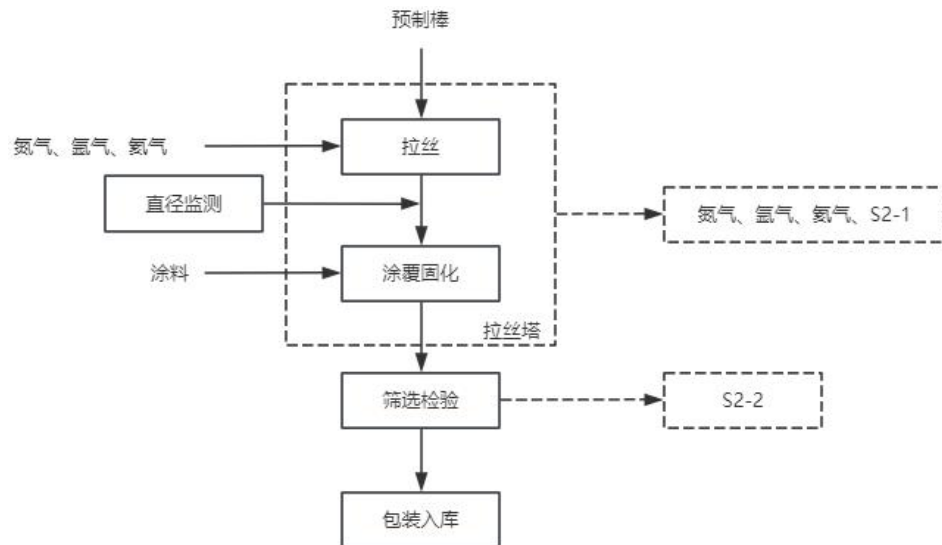 预制棒
氮气、氩气、氦气
拉丝
直径监测
氮气、氩气、氦气、S2-1
涂料
涂覆固化
拉丝塔
筛选检验
S2-2
包装入库